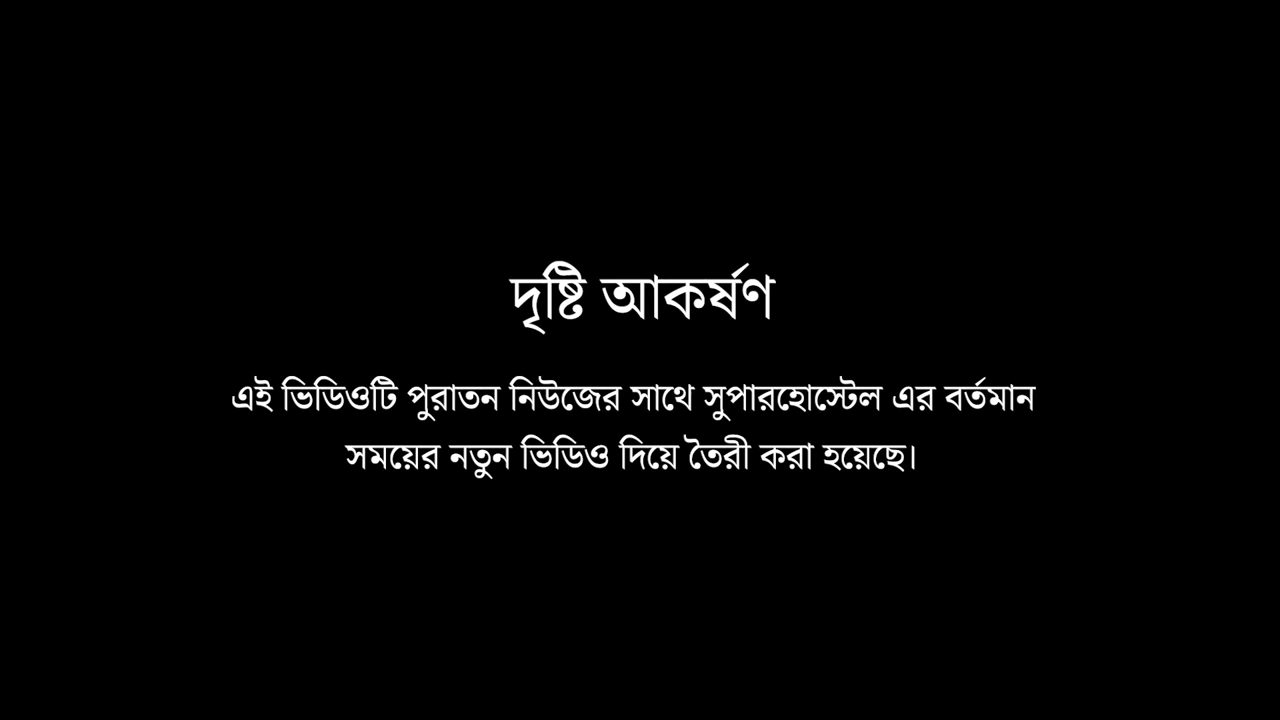 দৃষ্টি আকর্ষণ
এই ভিডিওটি পুরাতন নিউজের সাথে সুপারহোস্টেল এর বর্তমান
সময়ের নতুন ভিডিও দিয়ে তৈরী করা হয়েছে।